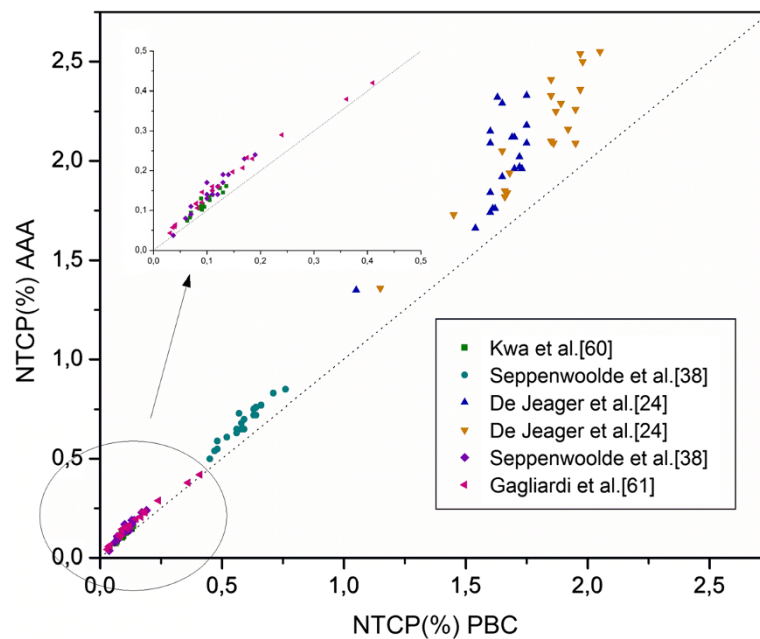 NTCP(%) AAA
2,5
2,0
1,5
1,0
0,5
0,0
0,0 0,5 1,0 1,5 2,0 2,5
NTCP(%) PBC
0,5
0,4
0,3
0,2
0,1
0,0
0,0 0,1 0,2 0,3 0,4 0,5
Kwa et al.[60]
Seppenwoolde et al.[38]
De Jeager et al.[24]
De Jeager et al.[24]
Seppenwoolde et al.[38]
Gagliardi et al.[61]